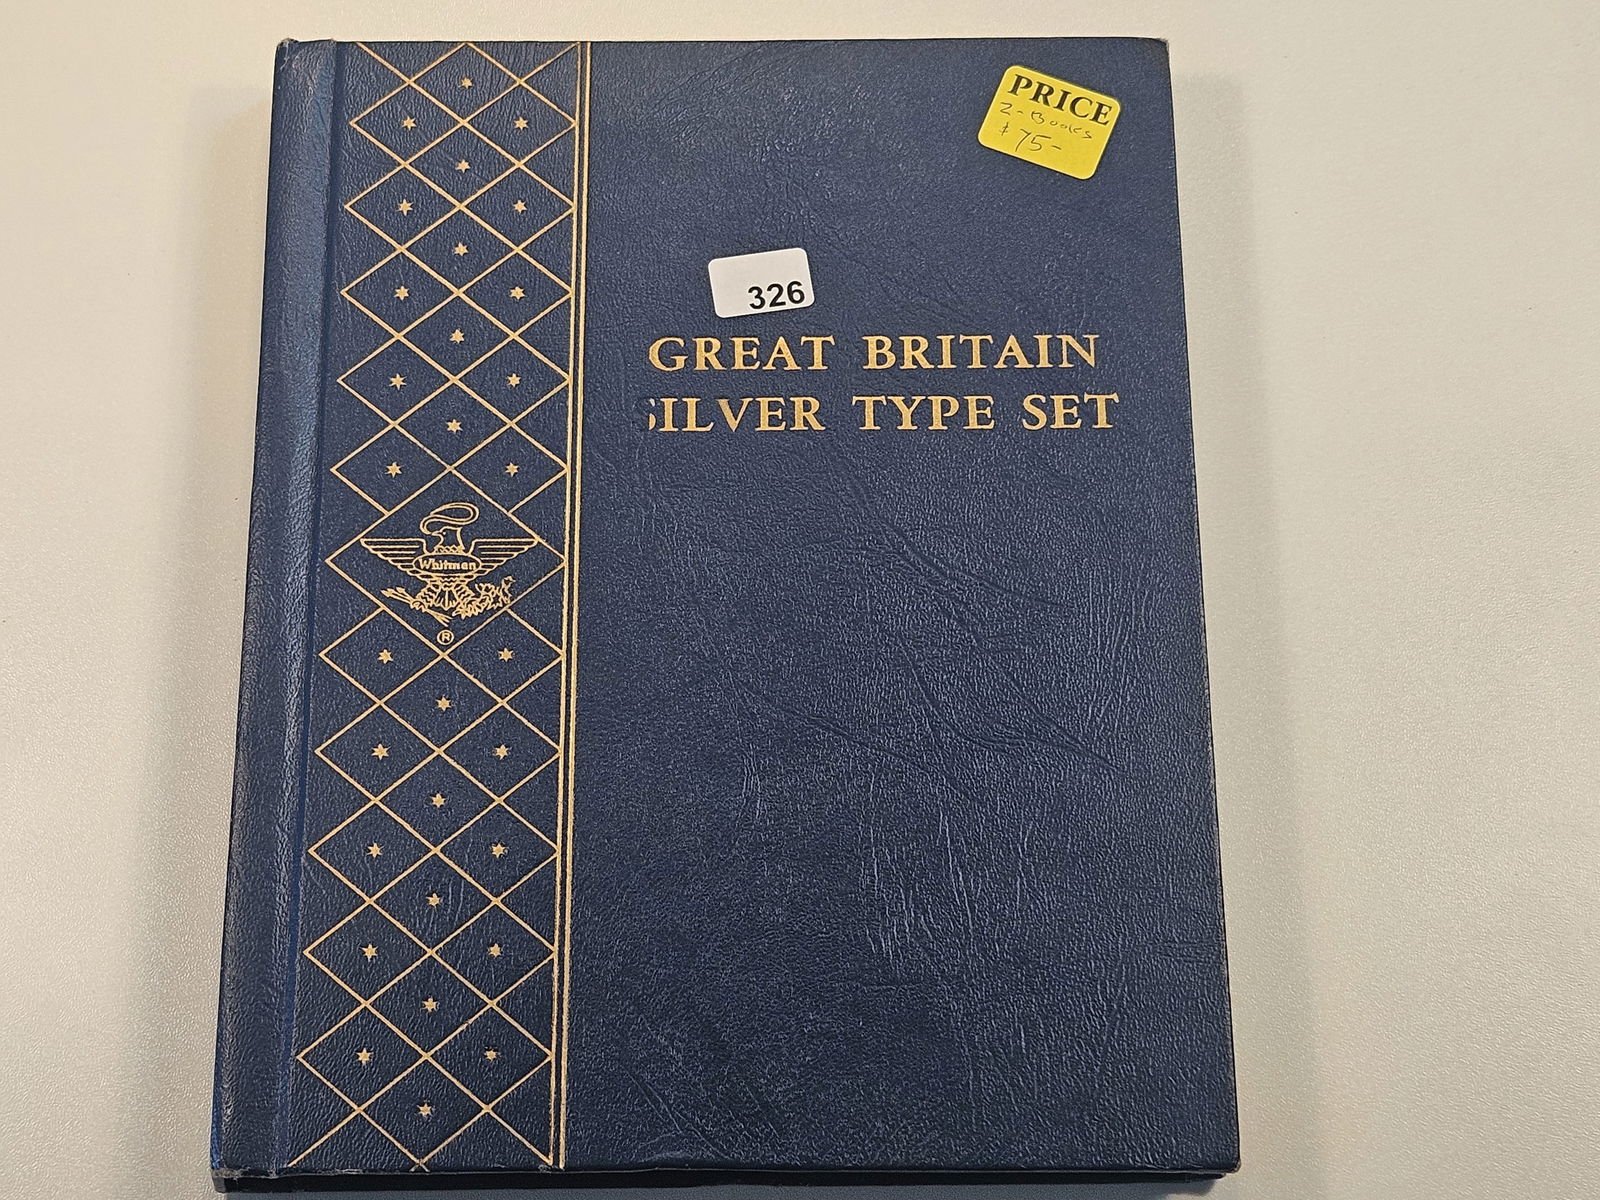 PRICE
2-Books
$75-
326
GREAT BRITAIN
SILVER TYPE SET
Whitman
®